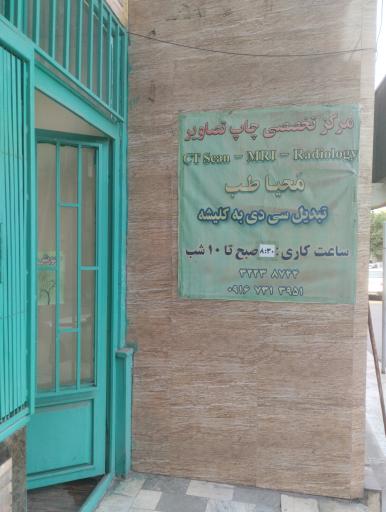 مرکز تخصصی چاپ تصاویر
CT Scan – MRI – Radiology
محیا طب
تبدیل سی دی به کلیشه
ساعت کاری : ۸:۳۰ صبح تا ۱۰ شب
۳۲۲۳ ۸۷۴۴
۰۹۱۶ ۷۳۱ ۳۹۵۱